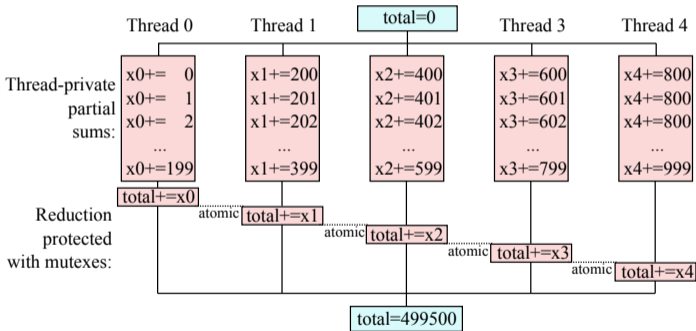 Thread 0 Thread 1 total=0 Thread 3 Thread 4
Thread-private
partial
sums:
x0+= 0 x1+=200 x2+=400 x3+=600 x4+=800
x0+= 1 x1+=201 x2+=401 x3+=601 x4+=800
x0+= 2 x1+=202 x2+=402 x3+=602 x4+=800
... ... ... ... ...
x0+=199 x1+=399 x2+=599 x3+=799 x4+=999
Reduction
protected
with mutexes:
total+=x0
atomic total+=x1
atomic total+=x2
atomic total+=x3
atomic total+=x4
total=499500